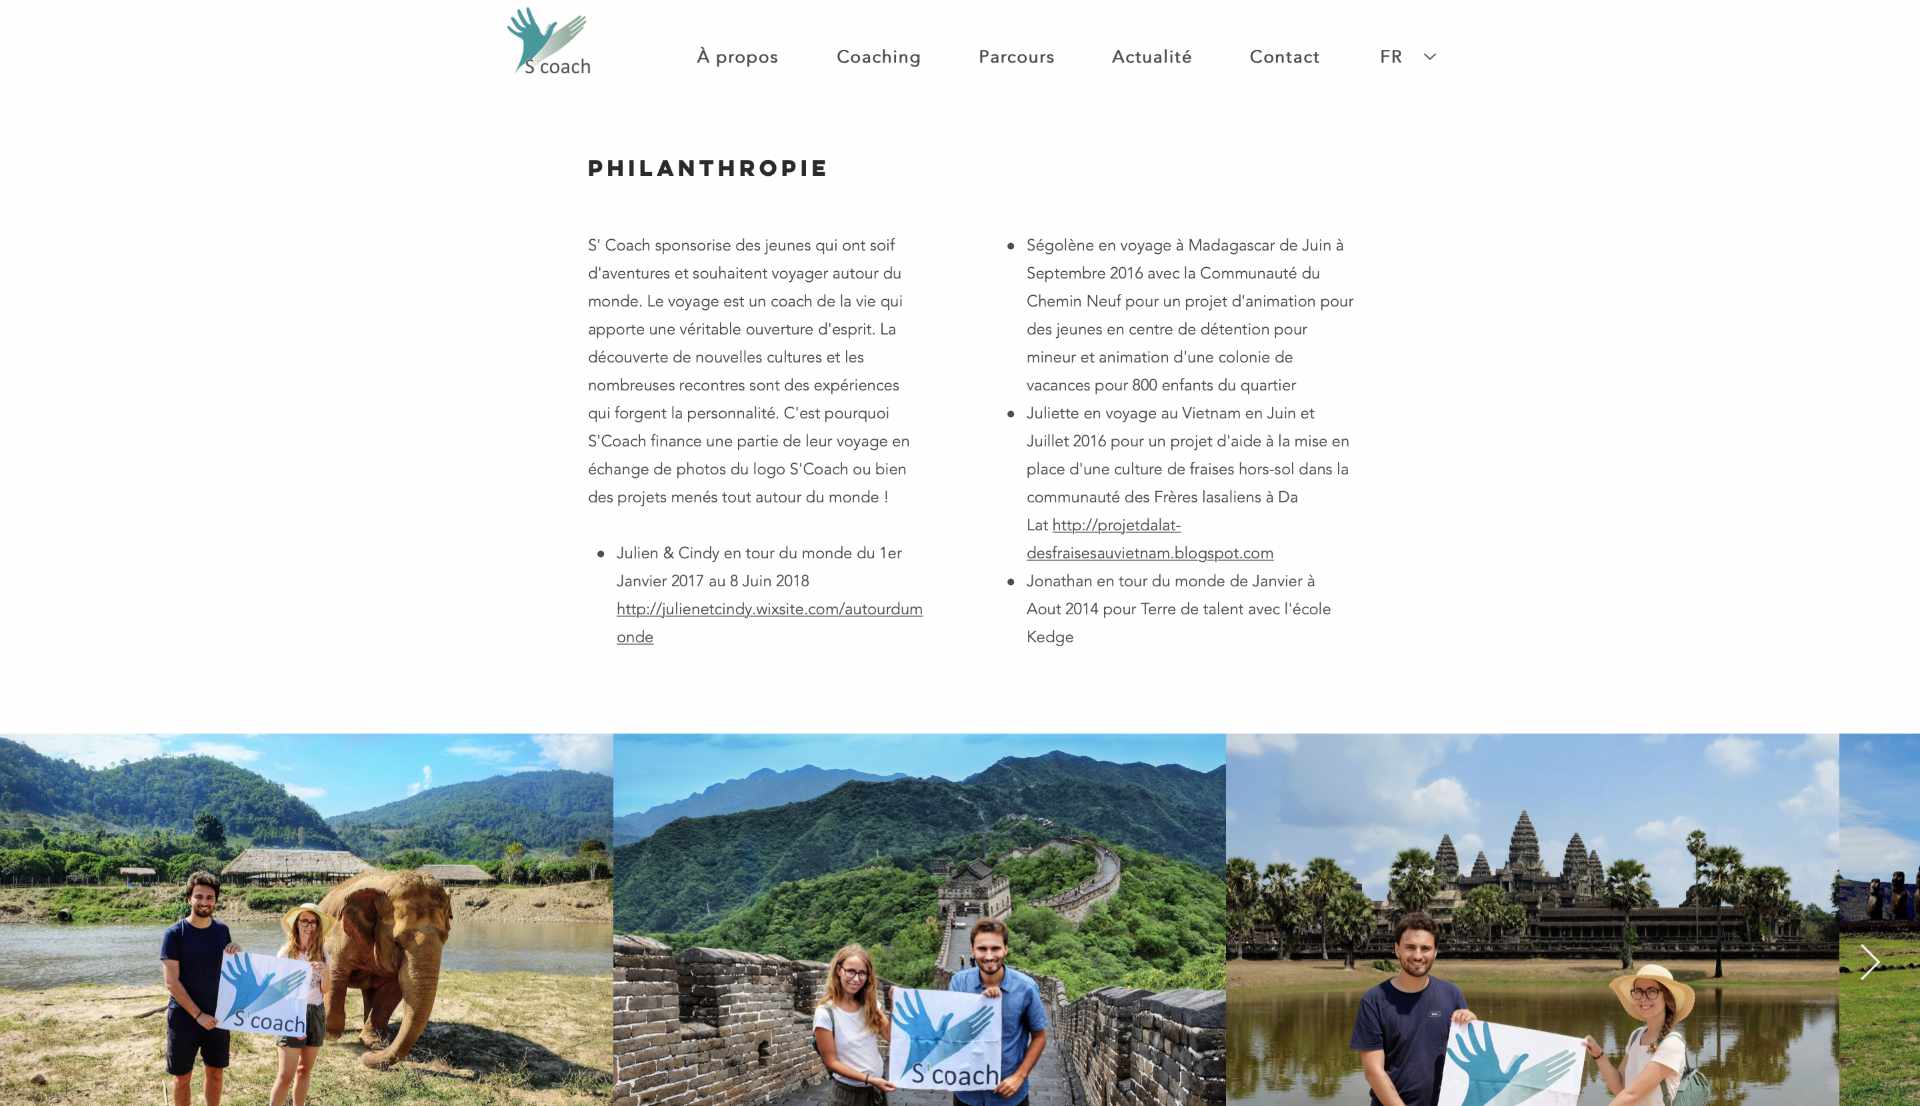 S'coach
À propos
Coaching
Parcours
Actualité
Contact
FR
PHILANTHROPIE
S' Coach sponsorise des jeunes qui ont soif
d'aventures et souhaitent voyager autour du
monde. Le voyage est un coach de la vie qui
apporte une véritable ouverture d'esprit. La
découverte de nouvelles cultures et les
nombreuses recontres sont des expériences
qui forgent la personnalité. C'est pourquoi
S'Coach finance une partie de leur voyage en
échange de photos du logo S'Coach ou bien
des projets menés tout autour du monde !
● Julien & Cindy en tour du monde du 1er
Janvier 2017 au 8 Juin 2018
http://julienetcindy.wixsite.com/autourdum
onde
● Ségolène en voyage à Madagascar de Juin à
Septembre 2016 avec la Communauté du
Chemin Neuf pour un projet d'animation pour
des jeunes en centre de détention pour
mineur et animation d'une colonie de
vacances pour 800 enfants du quartier
● Juliette en voyage au Vietnam en Juin et
Juillet 2016 pour un projet d'aide à la mise en
place d'une culture de fraises hors-sol dans la
communauté des Frères lasaliens à Da
Lat http://projetdalat-
desfraisesauvietnam.blogspot.com
● Jonathan en tour du monde de Janvier à
Aout 2014 pour Terre de talent avec l'école
Kedge
S'coach
S'coach